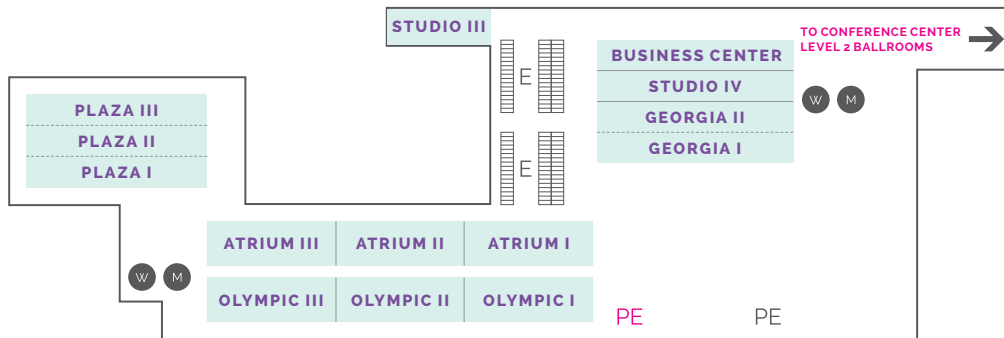 STUDIO III
TO CONFERENCE CENTER
LEVEL 2 BALLROOMS
BUSINESS CENTER
E
STUDIO IV
W M
GEORGIA II
GEORGIA I
E
PLAZA III
PLAZA II
PLAZA I
ATRIUM III ATRIUM II ATRIUM I
W M
OLYMPIC III OLYMPIC II OLYMPIC I
PE PE